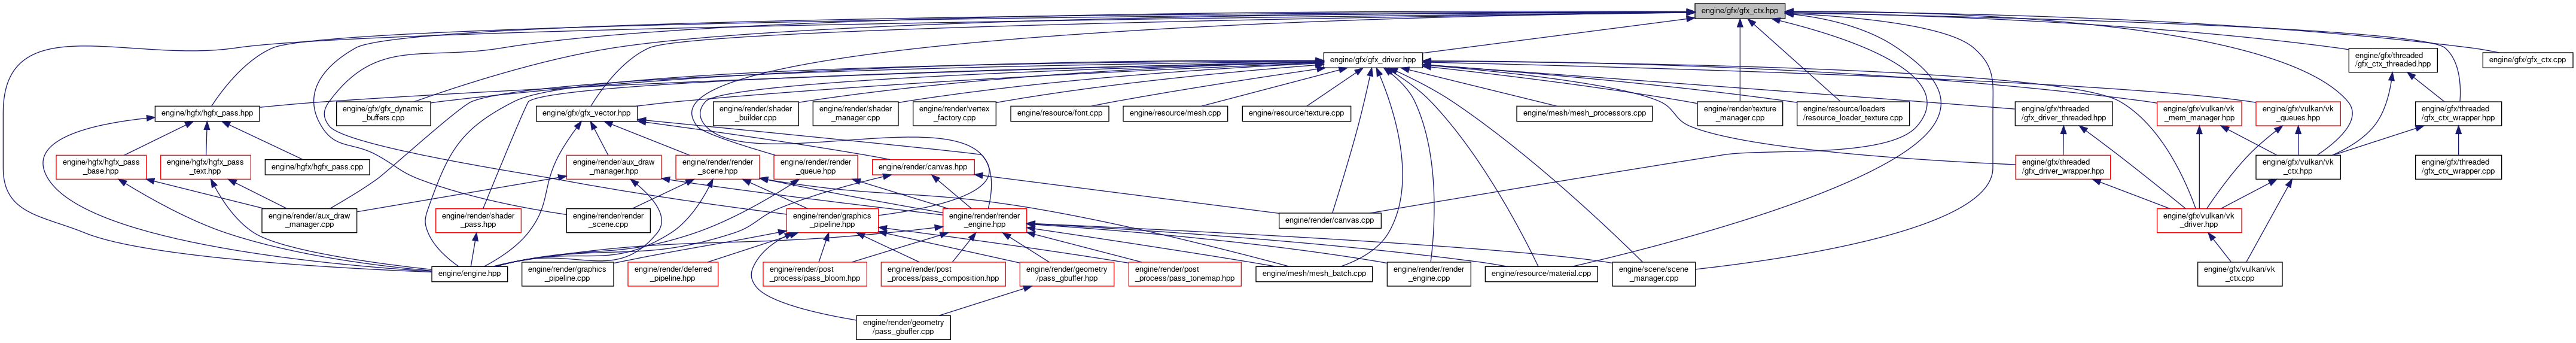 engine/gfx/gfx_ctx.hpp
engine/gfx/gfx_driver.hpp
engine/gfx/threaded
/gfx_ctx_threaded.hpp
engine/gfx/gfx_ctx.cpp
engine/hgfx/hgfx_pass.hpp
engine/gfx/gfx_dynamic
_buffers.cpp
engine/gfx/gfx_vector.hpp
engine/render/shader
_builder.cpp
engine/render/shader
_manager.cpp
engine/render/vertex
_factory.cpp
engine/resource/font.cpp
engine/resource/mesh.cpp
engine/resource/texture.cpp
engine/mesh/mesh_processors.cpp
engine/render/texture
_manager.cpp
engine/resource/loaders
/resource_loader_texture.cpp
engine/gfx/threaded
/gfx_driver_threaded.hpp
engine/gfx/vulkan/vk
_mem_manager.hpp
engine/gfx/vulkan/vk
_queues.hpp
engine/gfx/threaded
/gfx_ctx_wrapper.hpp
engine/hgfx/hgfx_pass
_base.hpp
engine/hgfx/hgfx_pass
_text.hpp
engine/hgfx/hgfx_pass.cpp
engine/render/aux_draw
_manager.hpp
engine/render/render
_scene.hpp
engine/render/render
_queue.hpp
engine/render/canvas.hpp
engine/gfx/threaded
/gfx_driver_wrapper.hpp
engine/gfx/vulkan/vk
_ctx.hpp
engine/gfx/threaded
/gfx_ctx_wrapper.cpp
engine/render/aux_draw
_manager.cpp
engine/render/shader
_pass.hpp
engine/render/render
_scene.cpp
engine/render/graphics
_pipeline.hpp
engine/render/render
_engine.hpp
engine/render/canvas.cpp
engine/gfx/vulkan/vk
_driver.hpp
engine/engine.hpp
engine/render/graphics
_pipeline.cpp
engine/render/deferred
_pipeline.hpp
engine/render/post
_process/pass_bloom.hpp
engine/render/post
_process/pass_composition.hpp
engine/render/geometry
/pass_gbuffer.hpp
engine/render/post
_process/pass_tonemap.hpp
engine/mesh/mesh_batch.cpp
engine/render/render
_engine.cpp
engine/resource/material.cpp
engine/scene/scene
_manager.cpp
engine/gfx/vulkan/vk
_ctx.cpp
engine/render/geometry
/pass_gbuffer.cpp